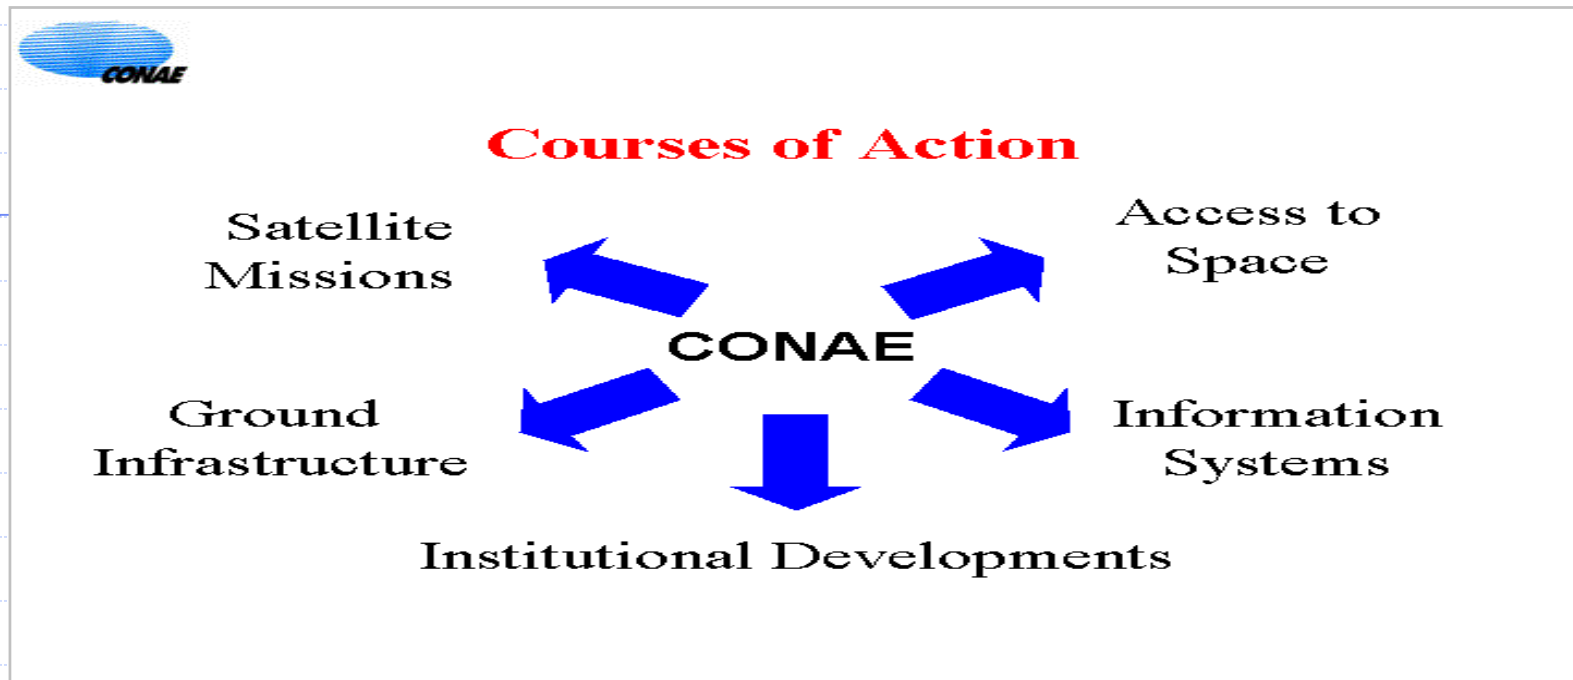 CONAE
Courses of Action
Satellite
Missions
Access to
Space
CONAE
Ground
Infrastructure
Information
Systems
Institutional Developments